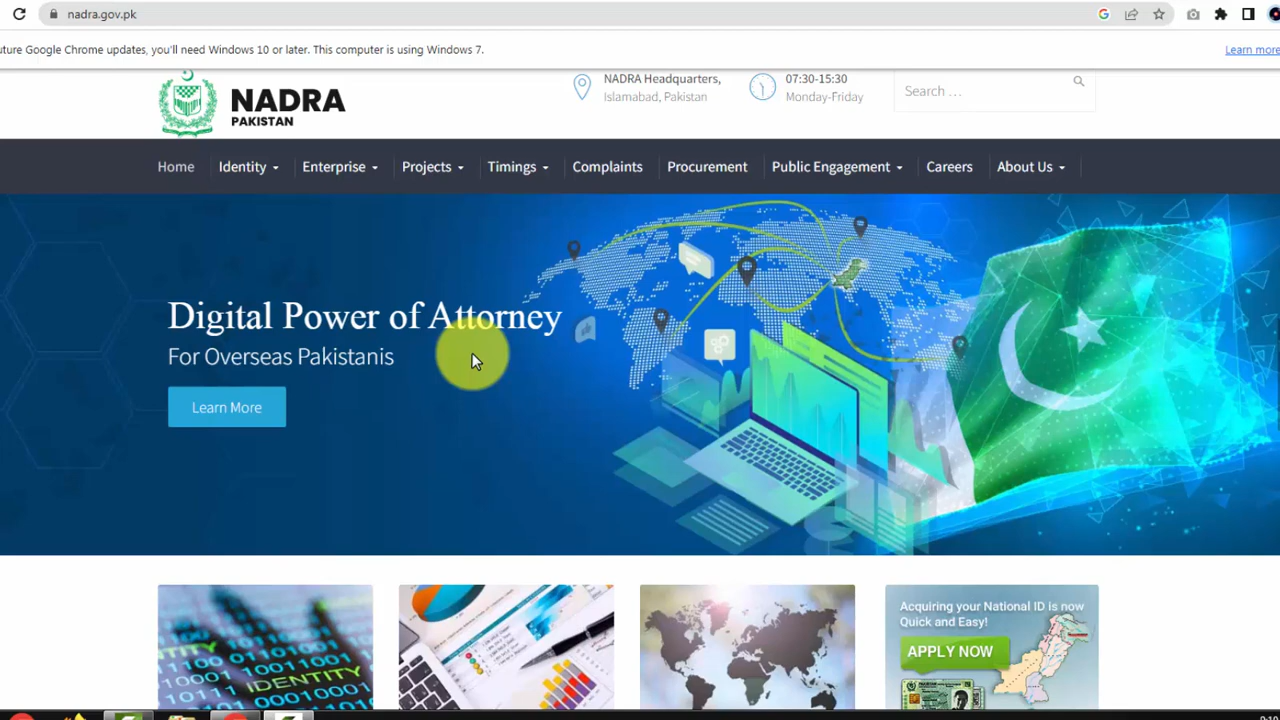 nadra.gov.pk
uture Google Chrome updates, you'll need Windows 10 or later. This computer is using Windows 7.
Learn more
NADRA
PAKISTAN
NADRA Headquarters,
Islamabad, Pakistan
07:30-15:30
Monday-Friday
Search …
Home
Identity
Enterprise
Projects
Timings
Complaints
Procurement
Public Engagement
Careers
About Us
Digital Power of Attorney
For Overseas Pakistanis
Learn More
IDENTITY
Acquiring your National ID is now
Quick and Easy!
APPLY NOW